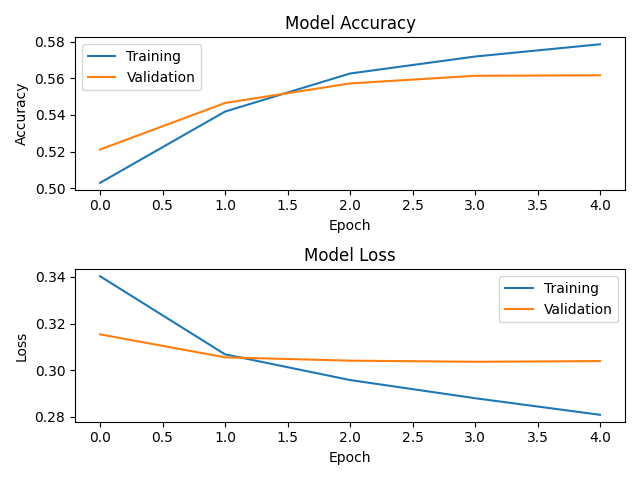 Model Accuracy
0.58
0.56
0.54
0.52
0.50
Accuracy
Training
Validation
0.0 0.5 1.0 1.5 2.0 2.5 3.0 3.5 4.0
Epoch
Model Loss
0.34
0.32
0.30
0.28
Loss
Training
Validation
0.0 0.5 1.0 1.5 2.0 2.5 3.0 3.5 4.0
Epoch